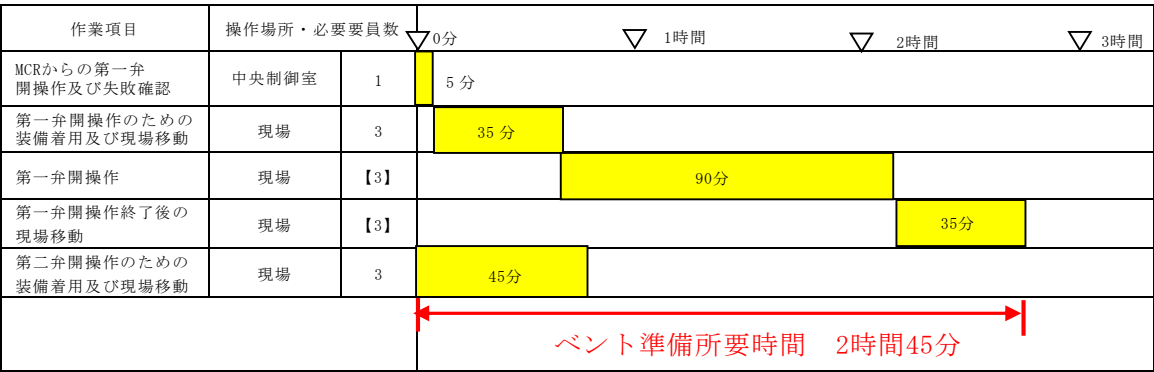 作業項目 操作場所・必要要員数 0分 1時間 2時間 3時間
MCRからの第一弁
開操作及び失敗確認 中央制御室 1 5分
第一弁開操作のための
装備着用及び現場移動 現場 3 35分
第一弁開操作 現場 【3】 90分
第一弁開操作終了後の
現場移動 現場 【3】 35分
第二弁開操作のための
装備着用及び現場移動 現場 3 45分
ベント準備所要時間 2時間45分